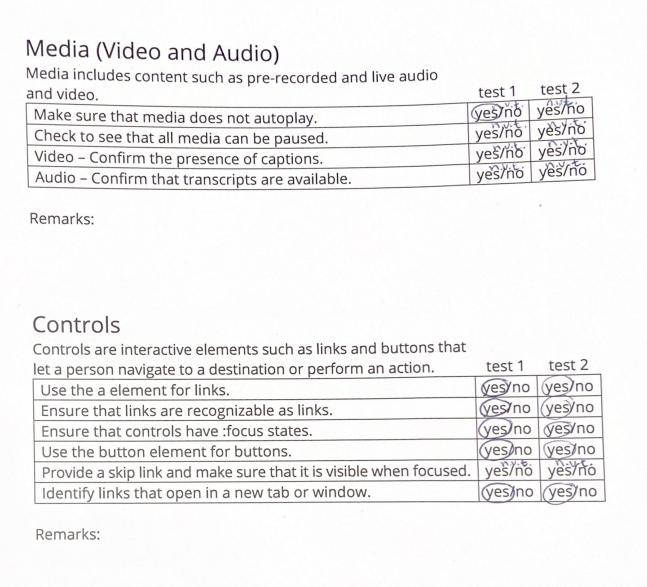 Media (Video and Audio)
Media includes content such as pre-recorded and live audio
and video. test 1 test 2
Make sure that media does not autoplay. yes/no n.v.t. yes/no n.v.t.
Check to see that all media can be paused. yes/no n.v.t. yes/no n.v.t.
Video – Confirm the presence of captions. yes/no n.v.t. yes/no n.v.t.
Audio – Confirm that transcripts are available. yes/no n.v.t. yes/no n.v.t.
Remarks:
Controls
Controls are interactive elements such as links and buttons that
let a person navigate to a destination or perform an action. test 1 test 2
Use the a element for links. yes/no yes/no
Ensure that links are recognizable as links. yes/no yes/no
Ensure that controls have :focus states. yes/no yes/no
Use the button element for buttons. yes/no yes/no
Provide a skip link and make sure that it is visible when focused. yes/no n.v.t. yes/no n.v.t.
Identify links that open in a new tab or window. yes/no yes/no
Remarks: